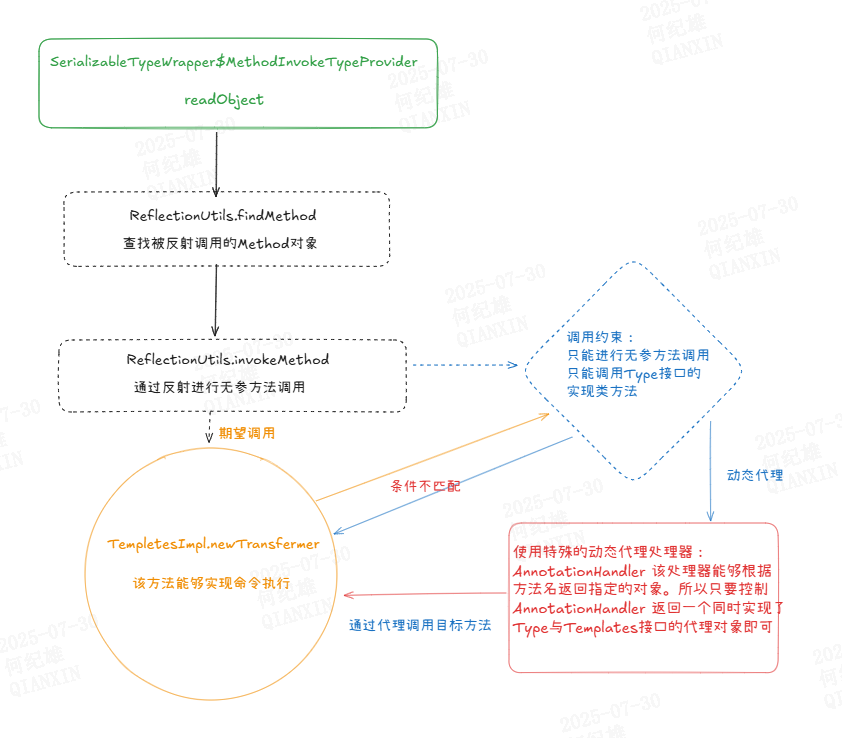 SerializableTypeWrapper$MethodInvokeTypeProvider
readObject
ReflectionUtils.findMethod
查找被反射调用的Method对象
ReflectionUtils.invokeMethod
通过反射进行无参方法调用
调用约束：
只能进行无参方法调用
只能调用Type接口的
实现类方法
期望调用
条件不匹配
动态代理
TempletesImpl.newTransfermer
该方法能够实现命令执行
使用特殊的动态代理处理器：
AnnotationHandler 该处理器能够根据
方法名返回指定的对象。所以只要控制
AnnotationHandler 返回一个同时实现了
Type与Templates接口的代理对象即可
通过代理调用目标方法
2025-07-30
何纪雄
QIANXIN